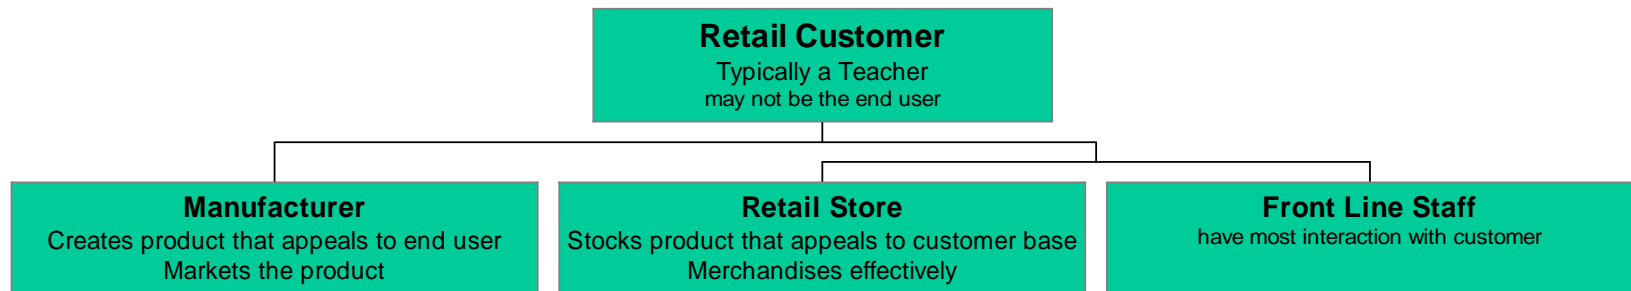 Retail Customer
Typically a Teacher
may not be the end user
Manufacturer
Creates product that appeals to end user
Markets the product
Retail Store
Stocks product that appeals to customer base
Merchandises effectively
Front Line Staff
have most interaction with customer